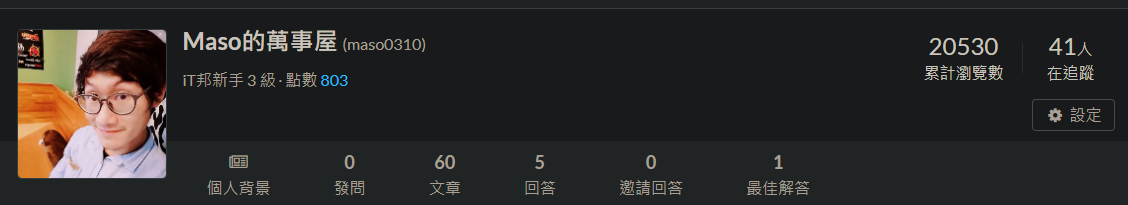 Maso的萬事屋 (maso0310)
iT邦新手 3 級 · 點數 803
20530
累計瀏覽數
41人
在追蹤
設定
個人背景
0
發問
60
文章
5
回答
0
邀請回答
1
最佳解答